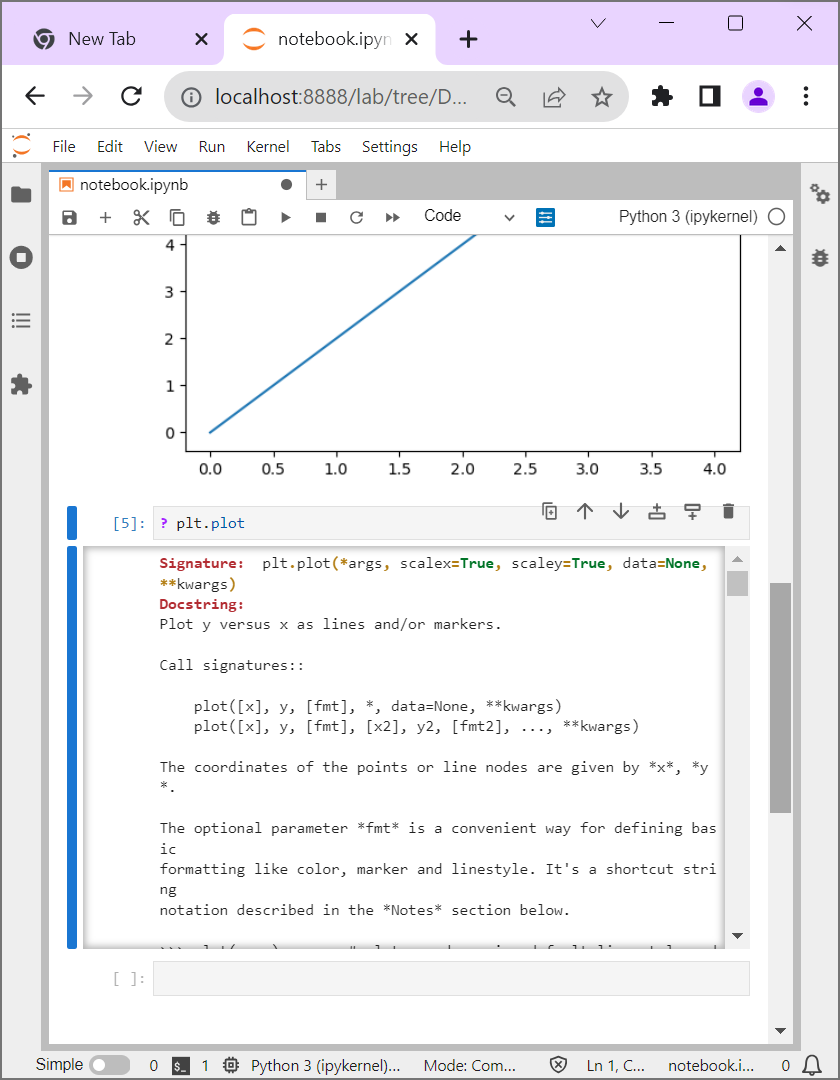 New Tab
notebook.ipyn
localhost:8888/lab/tree/D...
File Edit View Run Kernel Tabs Settings Help
notebook.ipynb
Code
Python 3 (ipykernel)
4
3
2
1
0
0.0 0.5 1.0 1.5 2.0 2.5 3.0 3.5 4.0
[5]: ? plt.plot
Signature:  plt.plot(*args, scalex=True, scaley=True, data=None,
**kwargs)
Docstring:
Plot y versus x as lines and/or markers.
Call signatures::
plot([x], y, [fmt], *, data=None, **kwargs)
plot([x], y, [fmt], [x2], y2, [fmt2], ..., **kwargs)
The coordinates of the points or line nodes are given by *x*, *y
*.
The optional parameter *fmt* is a convenient way for defining bas
ic
formatting like color, marker and linestyle. It's a shortcut stri
ng
notation described in the *Notes* section below.
[ ]:
Simple 0 $_ 1 Python 3 (ipykernel)... Mode: Com... Ln 1, C... notebook.i... 0